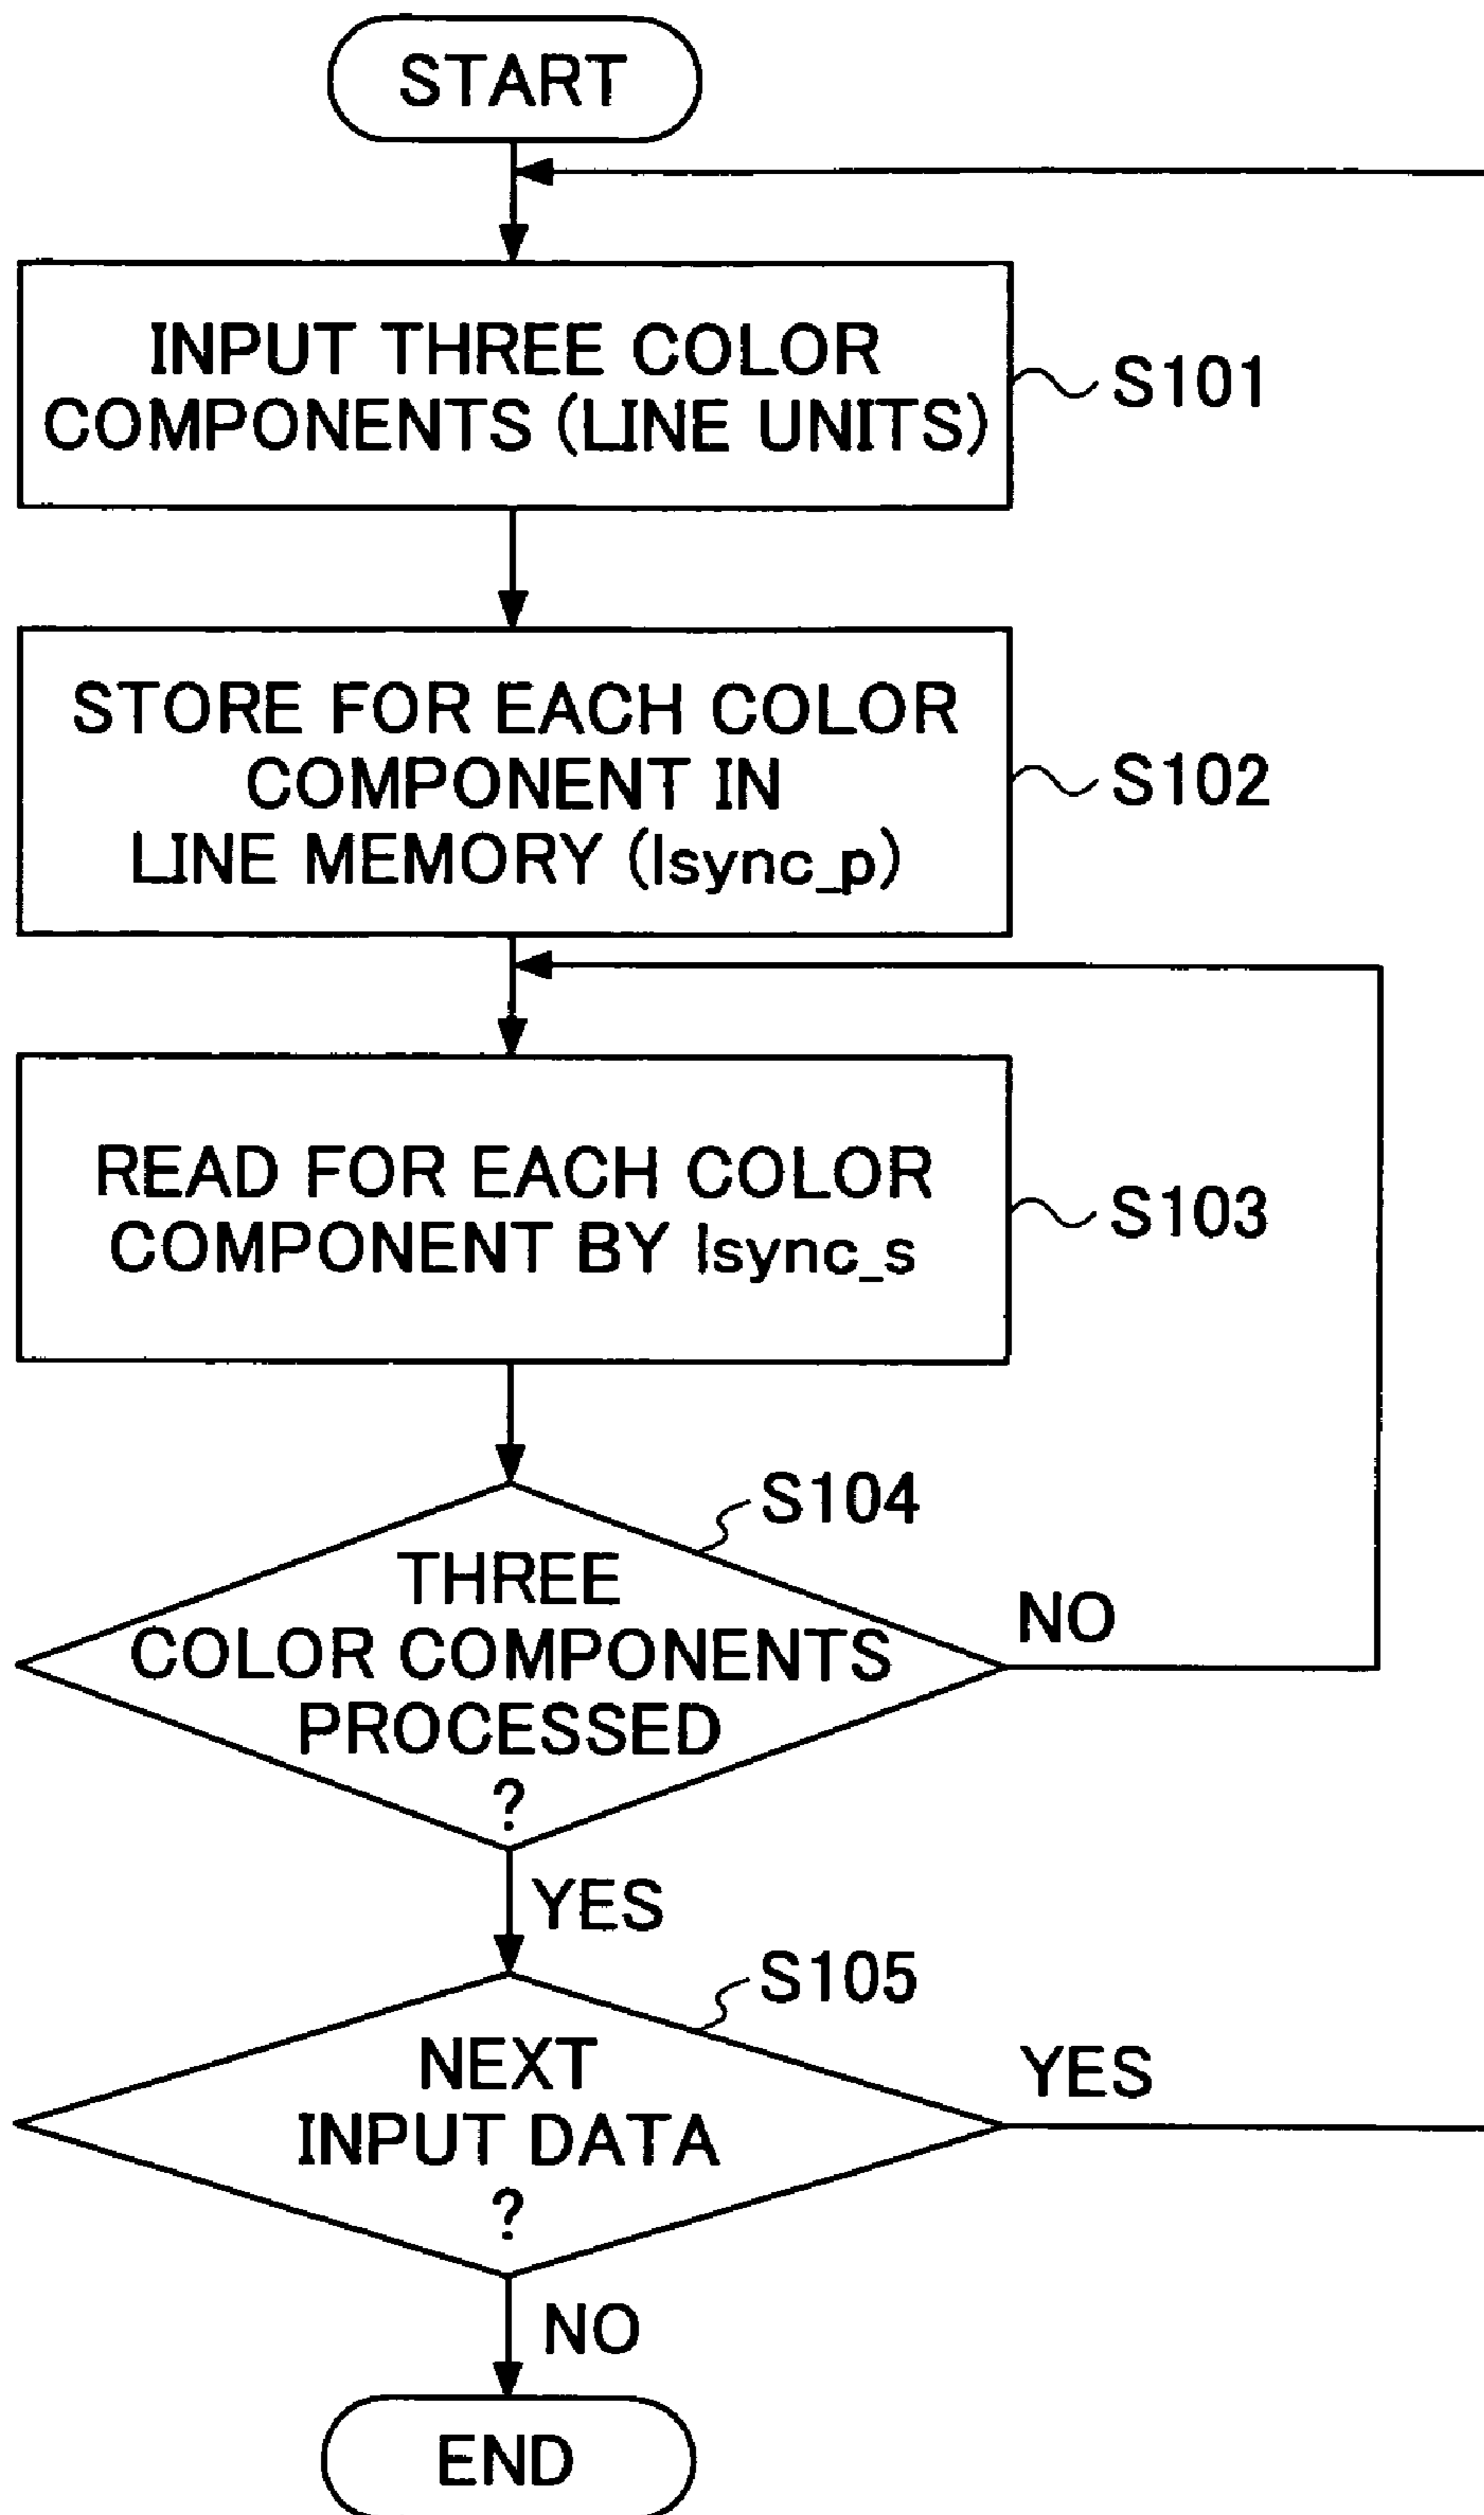 START
INPUT THREE COLOR
COMPONENTS (LINE UNITS)
S101
STORE FOR EACH COLOR
COMPONENT IN
LINE MEMORY (lsync_p)
S102
READ FOR EACH COLOR
COMPONENT BY lsync_s
S103
S104
THREE
COLOR COMPONENTS
PROCESSED
?
NO
YES
S105
NEXT
INPUT DATA
?
YES
NO
END